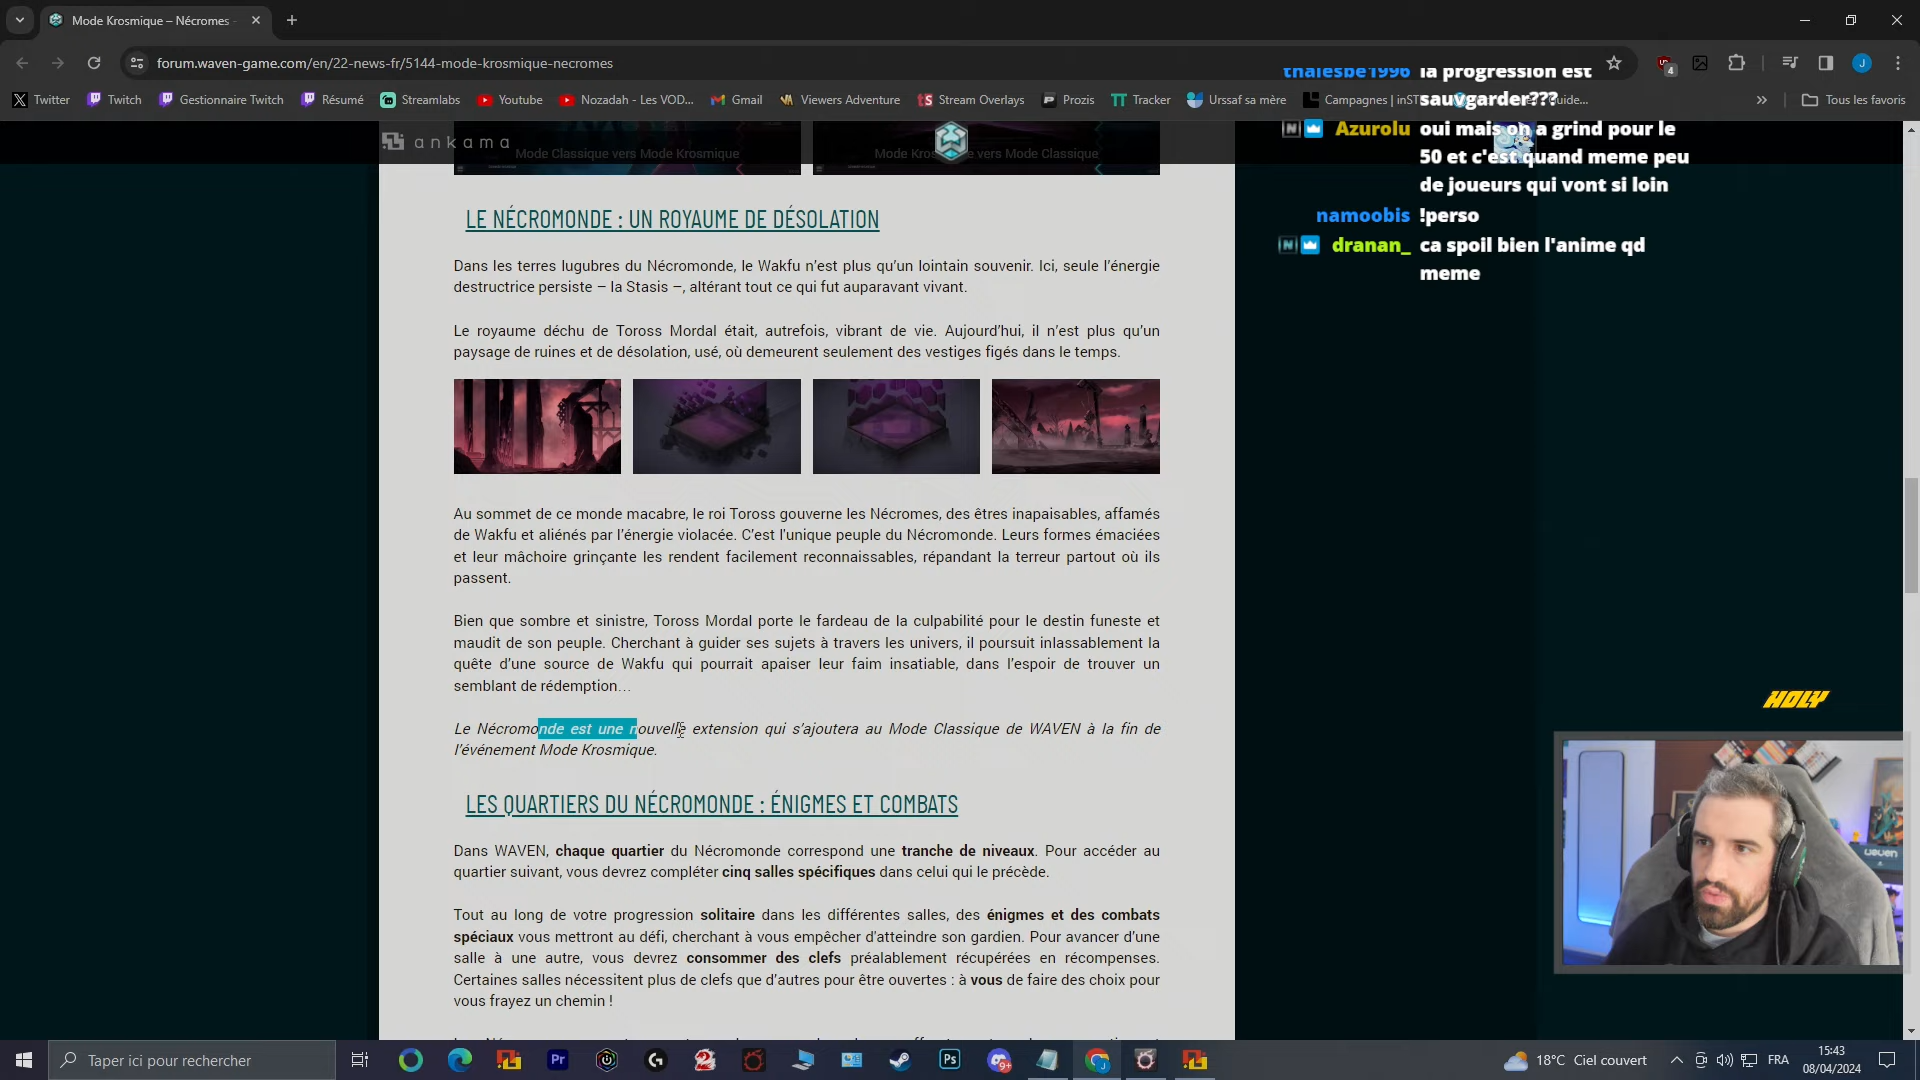 Mode Krosmique – Nécromes
forum.waven-game.com/en/22-news-fr/5144-mode-krosmique-necromes
Twitter
Twitch
Gestionnaire Twitch
Résumé
Streamlabs
Youtube
Nozadah - Les VOD...
Gmail
Viewers Adventure
Stream Overlays
Prozis
Tracker
Urssaf sa mère
Tous les favoris
thalesbe1996 la progression est
sauvgarder???
Azurolu oui mais on a grind pour le
50 et c'est quand meme peu
de joueurs qui vont si loin
namoobis !perso
dranan_ ca spoil bien l'anime qd
meme
ankama
Mode Classique vers Mode Krosmique
LE NÉCROMONDE : UN ROYAUME DE DÉSOLATION
Dans les terres lugubres du Nécromonde, le Wakfu n’est plus qu’un lointain souvenir. Ici, seule l’énergie
destructrice persiste – la Stasis –, altérant tout ce qui fut auparavant vivant.
Le royaume déchu de Toross Mordal était, autrefois, vibrant de vie. Aujourd’hui, il n’est plus qu’un
paysage de ruines et de désolation, usé, où demeurent seulement des vestiges figés dans le temps.
Au sommet de ce monde macabre, le roi Toross gouverne les Nécromes, des êtres inapaisables, affamés
de Wakfu et aliénés par l’énergie violacée. C’est l'unique peuple du Nécromonde. Leurs formes émaciées
et leur mâchoire grinçante les rendent facilement reconnaissables, répandant la terreur partout où ils
passent.
Bien que sombre et sinistre, Toross Mordal porte le fardeau de la culpabilité pour le destin funeste et
maudit de son peuple. Cherchant à guider ses sujets à travers les univers, il poursuit inlassablement la
quête d’une source de Wakfu qui pourrait apaiser leur faim insatiable, dans l’espoir de trouver un
semblant de rédemption…
Le Nécromonde est une nouvelle extension qui s’ajoutera au Mode Classique de WAVEN à la fin de
l’événement Mode Krosmique.
LES QUARTIERS DU NÉCROMONDE : ÉNIGMES ET COMBATS
Dans WAVEN, chaque quartier du Nécromonde correspond une tranche de niveaux. Pour accéder au
quartier suivant, vous devrez compléter cinq salles spécifiques dans celui qui le précède.
Tout au long de votre progression solitaire dans les différentes salles, des énigmes et des combats
spéciaux vous mettront au défi, cherchant à vous empêcher d'atteindre son gardien. Pour avancer d’une
salle à une autre, vous devrez consommer des clefs préalablement récupérées en récompenses.
Certaines salles nécessitent plus de clefs que d’autres pour être ouvertes : à vous de faire des choix pour
vous frayez un chemin !
HOLY
Taper ici pour rechercher
18°C Ciel couvert
FRA
15:43
08/04/2024